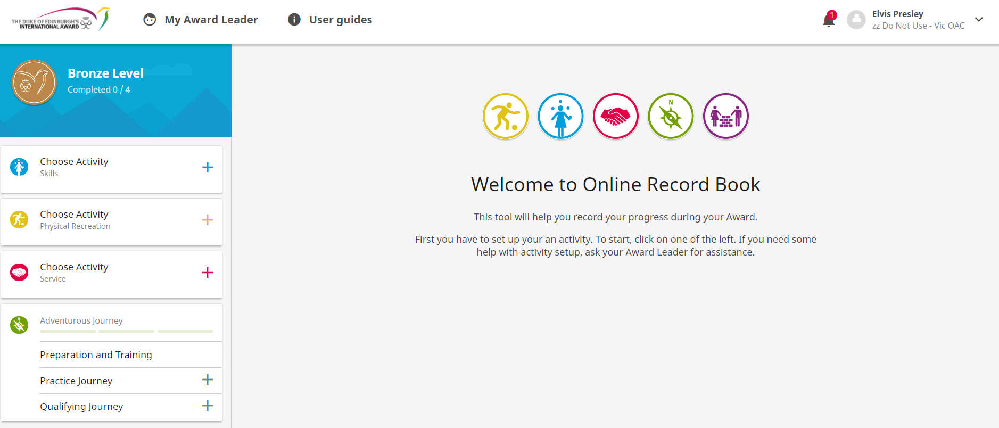 THE DUKE OF EDINBURGH'S
INTERNATIONAL AWARD
My Award Leader
User guides
1
Elvis Presley
zz Do Not Use - Vic OAC
Bronze Level
Completed 0 / 4
Choose Activity
Skills
Choose Activity
Physical Recreation
Choose Activity
Service
Adventurous Journey
Preparation and Training
Practice Journey
Qualifying Journey
N
Welcome to Online Record Book
This tool will help you record your progress during your Award.
First you have to set up your an activity. To start, click on one of the left. If you need some
help with activity setup, ask your Award Leader for assistance.